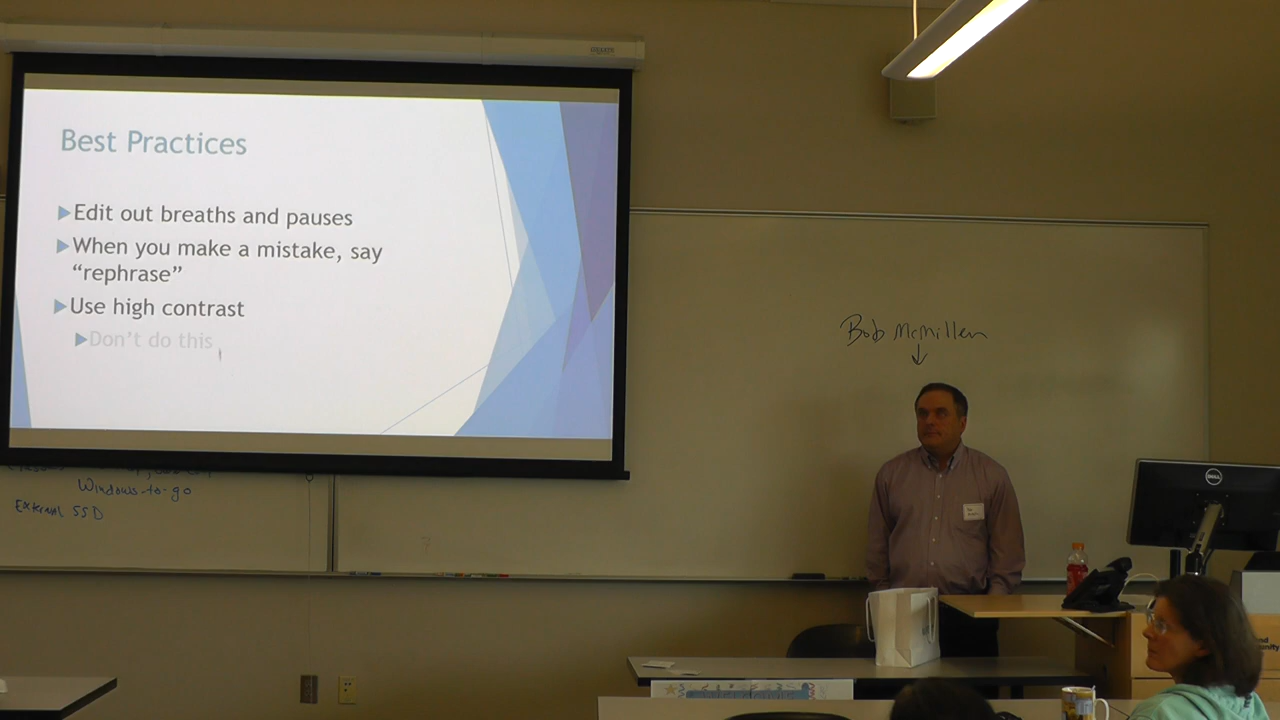 Best Practices
Edit out breaths and pauses
When you make a mistake, say
"rephrase"
Use high contrast
Don't do this
Bob McMillen
Windows-to-go
External SSD
DELL